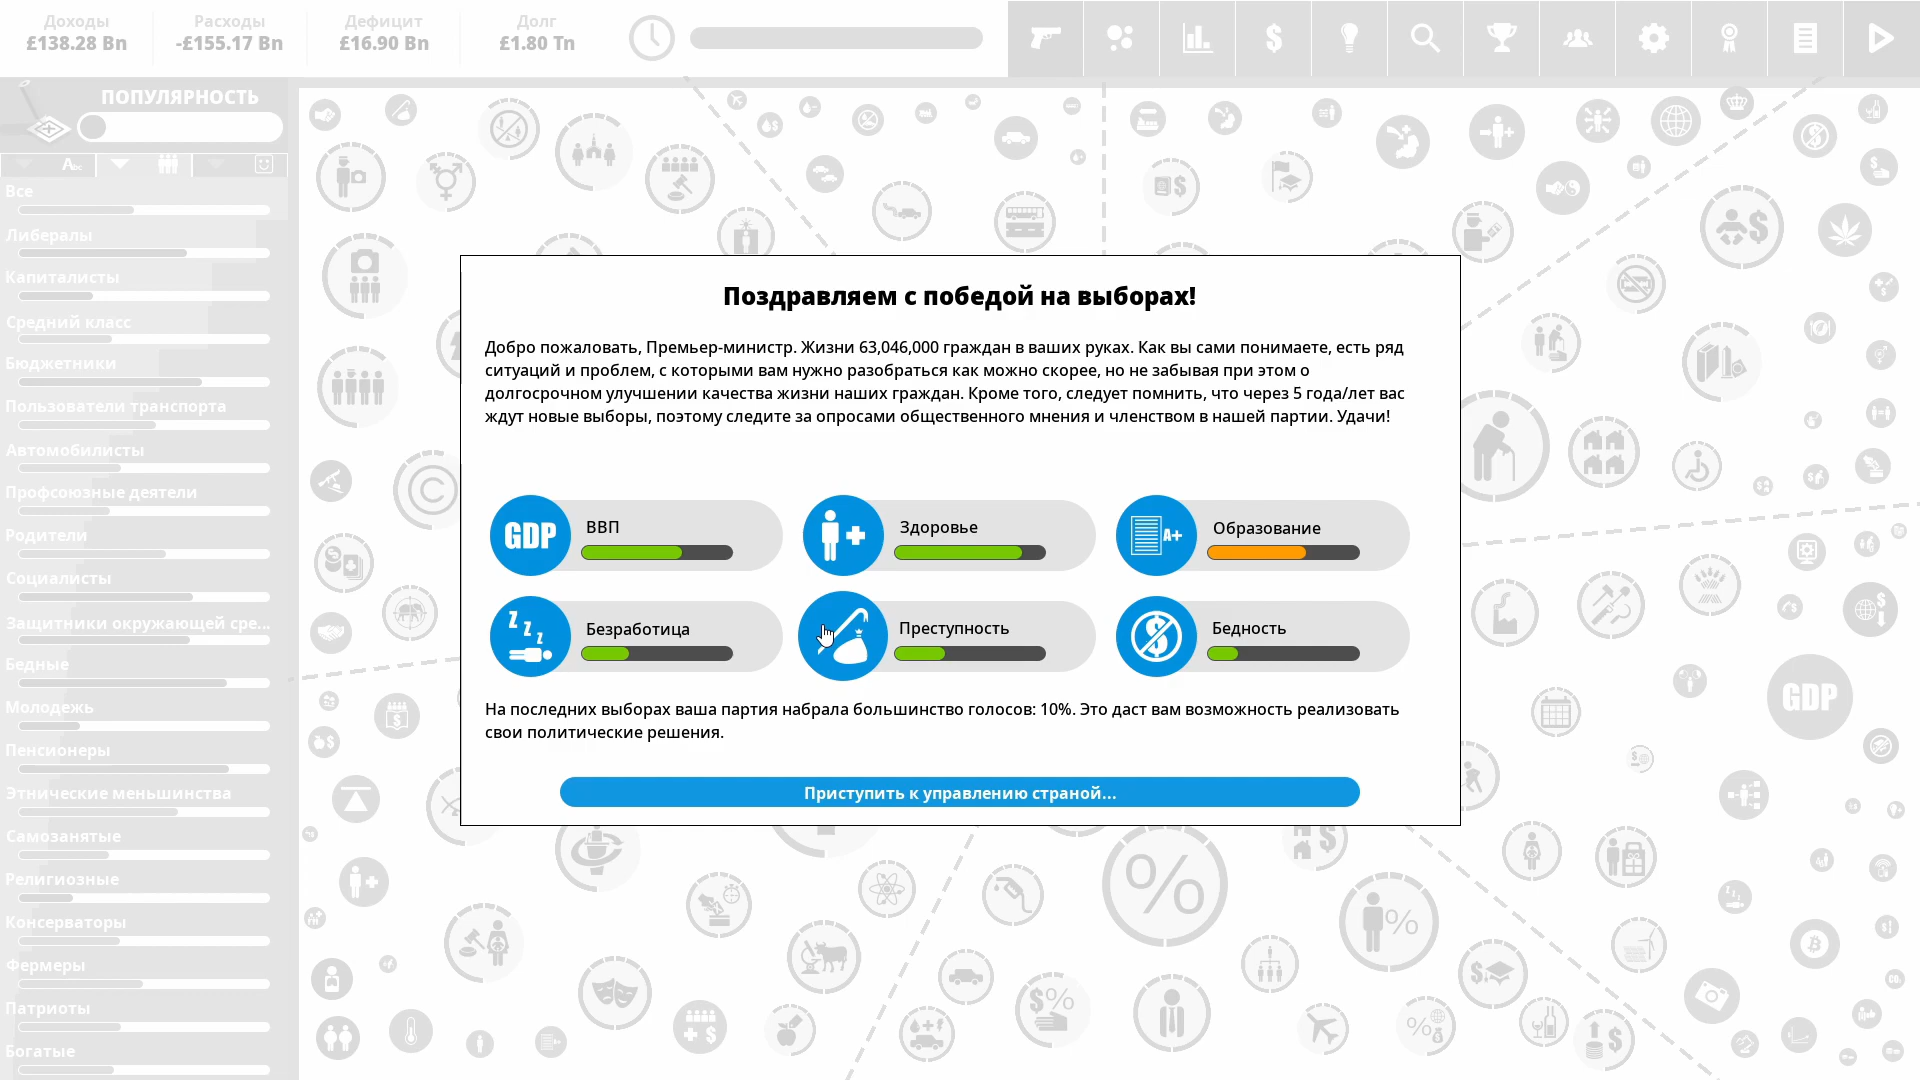 Доходы
£138.28 Bn
Расходы
-£155.17 Bn
Дефицит
£16.90 Bn
Долг
£1.80 Tn
ПОПУЛЯРНОСТЬ
Abc
Все
Либералы
Капиталисты
Средний класс
Бюджетники
Пользователи транспорта
Автомобилисты
Профсоюзные деятели
Родители
Социалисты
Защитники окружающей сре...
Бедные
Молодежь
Пенсионеры
Этнические меньшинства
Самозанятые
Религиозные
Консерваторы
Фермеры
Патриоты
Богатые
Поздравляем с победой на выборах!
Добро пожаловать, Премьер-министр. Жизни 63,046,000 граждан в ваших руках. Как вы сами понимаете, есть ряд
ситуаций и проблем, с которыми вам нужно разобраться как можно скорее, но не забывая при этом о
долгосрочном улучшении качества жизни наших граждан. Кроме того, следует помнить, что через 5 года/лет вас
ждут новые выборы, поэтому следите за опросами общественного мнения и членством в нашей партии. Удачи!
GDP
ВВП
Здоровье
A+
Образование
Z z z
Безработица
Преступность
Бедность
На последних выборах ваша партия набрала большинство голосов: 10%. Это даст вам возможность реализовать
свои политические решения.
Приступить к управлению страной...
GDP